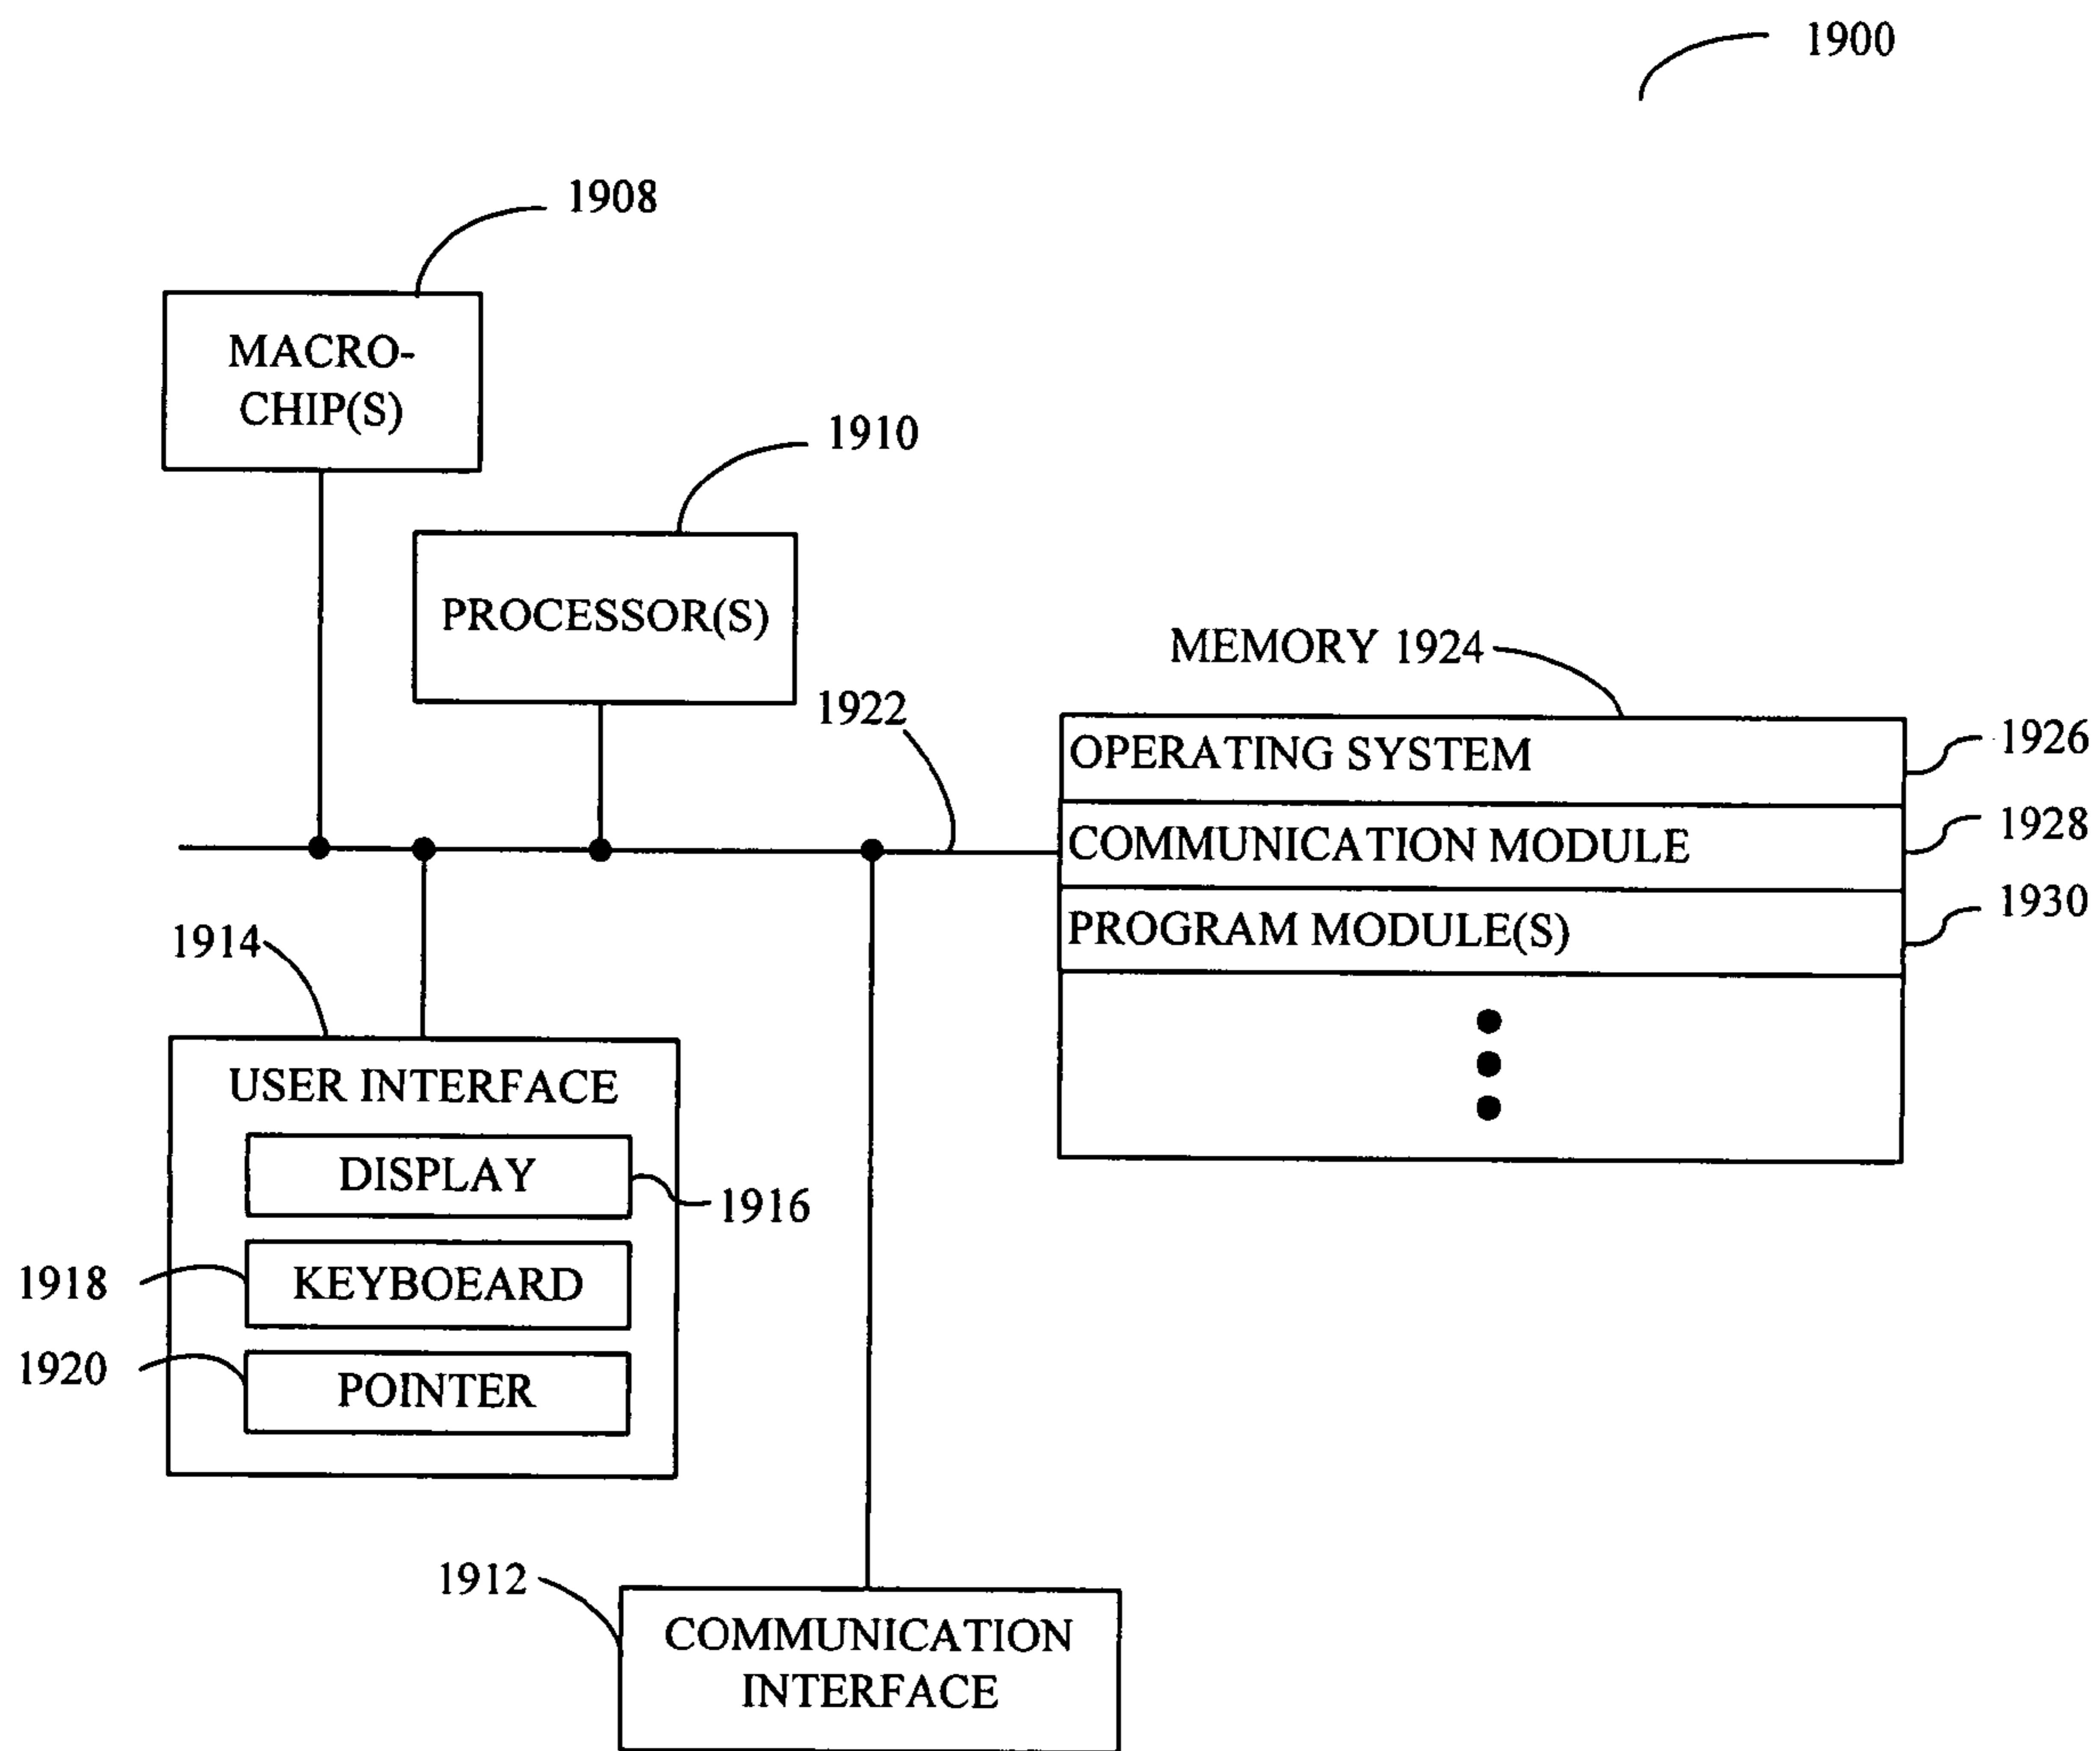 1900
1908
MACRO-
CHIP(S)
1910
PROCESSOR(S)
MEMORY 1924
1922
OPERATING SYSTEM
1926
COMMUNICATION MODULE
1928
PROGRAM MODULE(S)
1930
1914
USER INTERFACE
DISPLAY
1916
1918
KEYBOEARD
1920
POINTER
1912
COMMUNICATION
INTERFACE